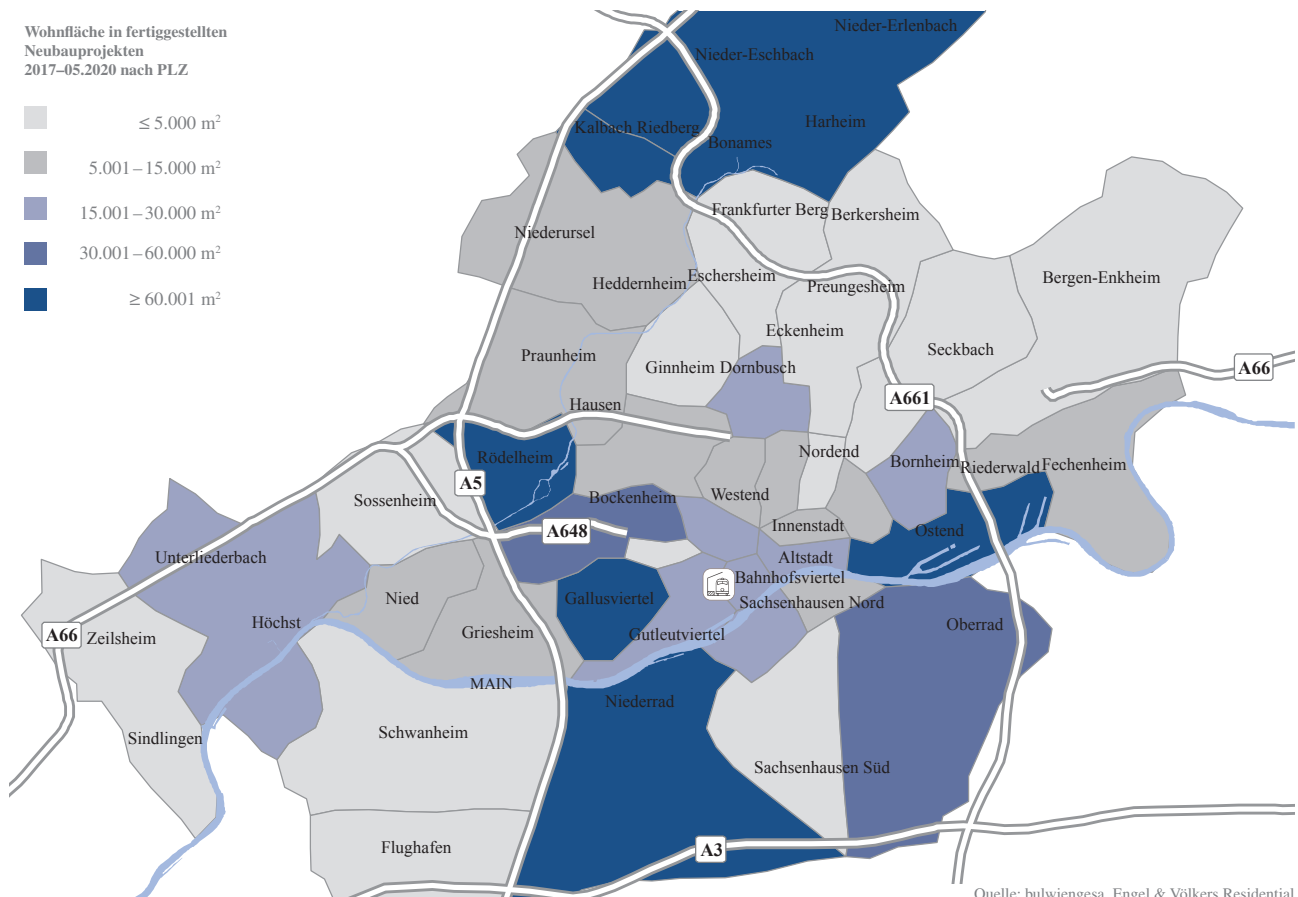 Wohnfläche in fertiggestellten
Neubauprojekten
2017–05.2020 nach PLZ
≤ 5.000 m²
5.001 – 15.000 m²
15.001 – 30.000 m²
30.001 – 60.000 m²
≥ 60.001 m²
Nieder-Erlenbach
Nieder-Eschbach
Harheim
Kalbach Riedberg
Bonames
Frankfurter Berg
Berkersheim
Niederursel
Heddernheim
Eschersheim
Preungesheim
Bergen-Enkheim
Eckenheim
Seckbach
Praunheim
Ginnheim
Dornbusch
A66
Hausen
A661
Rödelheim
Nordend
Bornheim
Riederwald
Fechenheim
A5
Sossenheim
Bockenheim
Westend
Innenstadt
A648
Ostend
Unterliederbach
Altstadt
Bahnhofsviertel
Nied
Gallusviertel
Sachsenhausen Nord
Höchst
A66
Zeilsheim
Griesheim
Gutleutviertel
Oberrad
MAIN
Niederrad
Sindlingen
Schwanheim
Sachsenhausen Süd
Flughafen
A3
Quelle: bulwiengesa, Engel & Völkers Residential